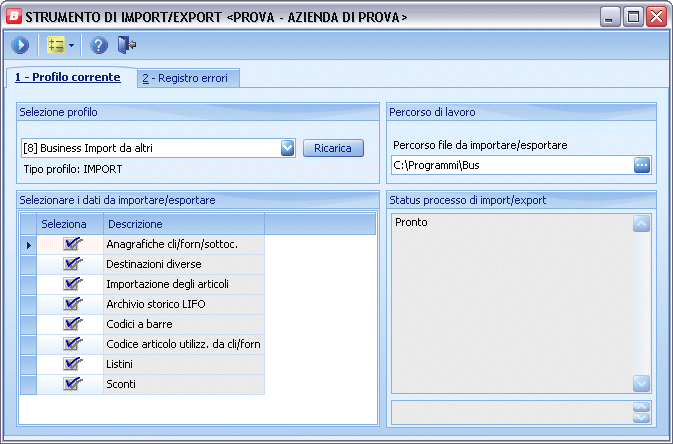 B STRUMENTO DI IMPORT/EXPORT <PROVA - AZIENDA DI PROVA>
1 - Profilo corrente
2 - Registro errori
Selezione profilo
[8] Business Import da altri
Ricarica
Tipo profilo: IMPORT
Percorso di lavoro
Percorso file da importare/esportare
C:\Programmi\Bus
Selezionare i dati da importare/esportare
Seleziona Descrizione
Anagrafiche cli/forn/sottoc.
Destinazioni diverse
Importazione degli articoli
Archivio storico LIFO
Codici a barre
Codice articolo utilizz. da cli/forn
Listini
Sconti
Status processo di import/export
Pronto